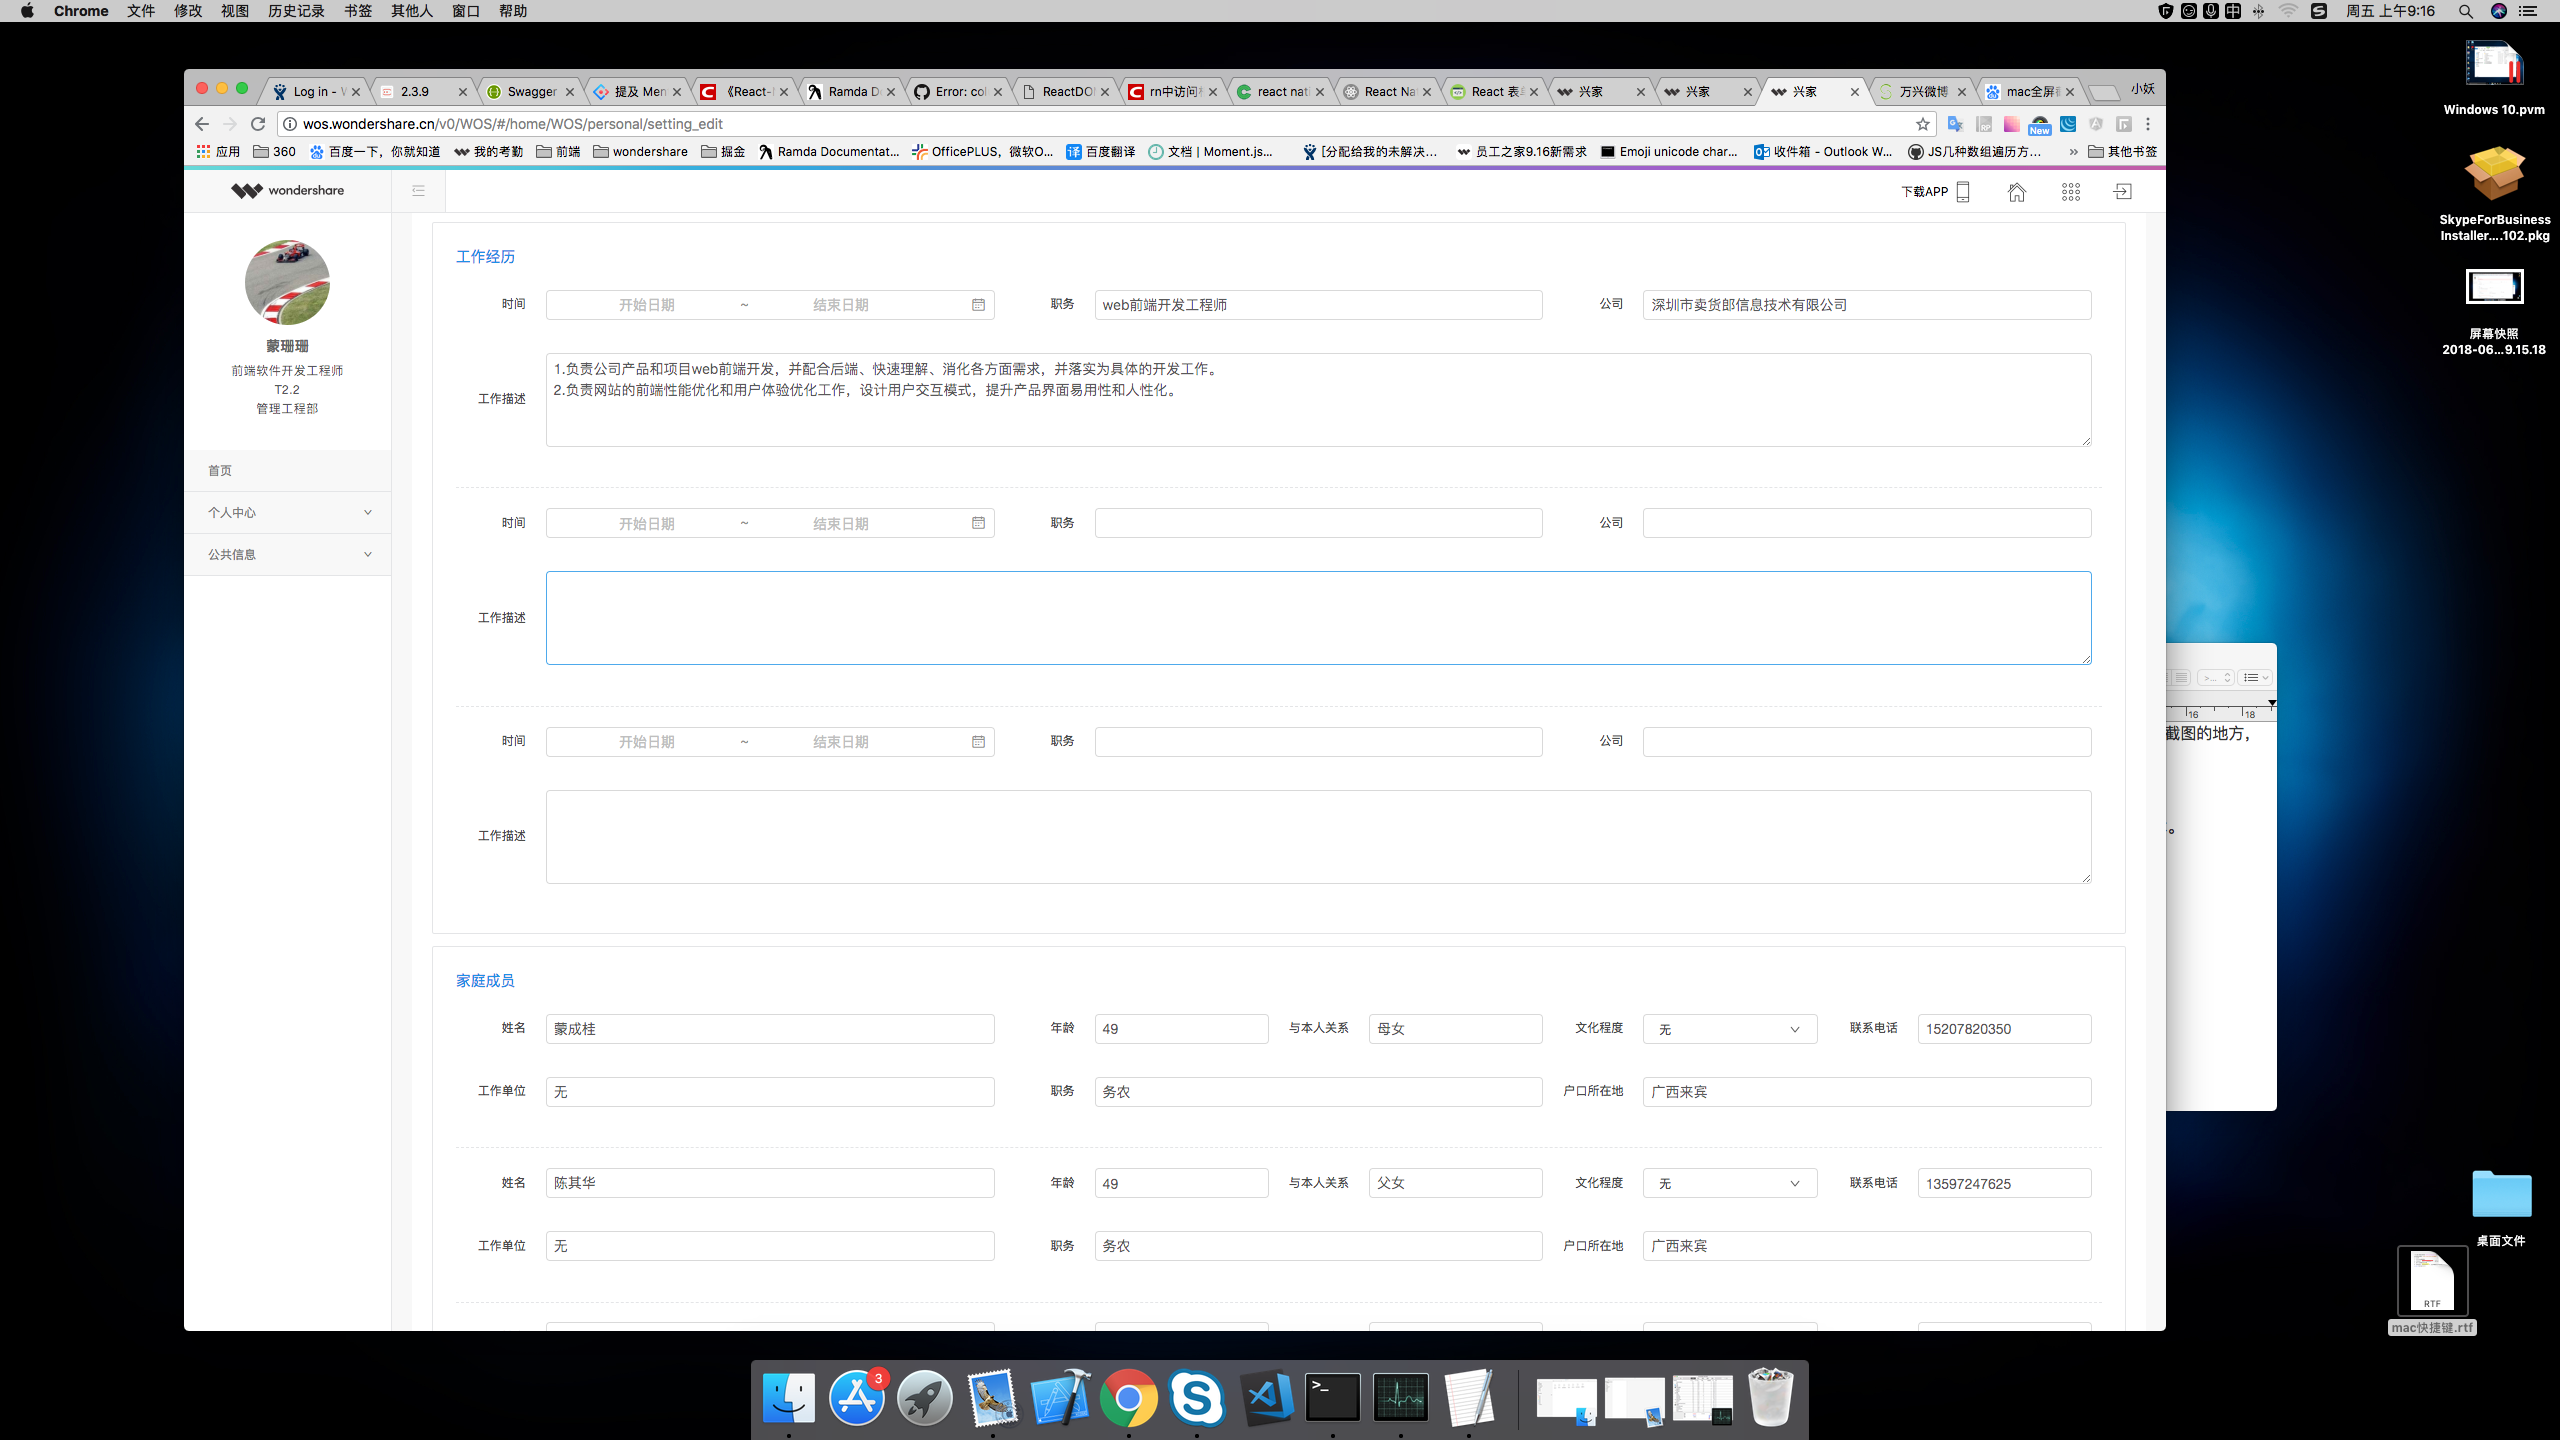 Chrome 文件 修改 视图 历史记录 书签 其他人 窗口 帮助
周五 上午9:16
Log in - 2.3.9 Swagger 提及 Men 《React- Ramda D Error: col ReactDO rn中访问 react nati React Na React 表 兴家 兴家 兴家 万兴微博 mac全屏 小妖
wos.wondershare.cn/v0/WOS/#/home/WOS/personal/setting_edit
New
应用 360 百度一下，你就知道 我的考勤 前端 wondershare 掘金 Ramda Documentat... OfficePLUS，微软O... 百度翻译 文档 | Moment.js... [分配给我的未解决... 员工之家9.16新需求 Emoji unicode char... 收件箱 - Outlook W... JS几种数组遍历方... » 其他书签
wondershare
下载APP
蒙珊珊
前端软件开发工程师
T2.2
管理工程部
首页
个人中心
公共信息
工作经历
时间 开始日期 ~ 结束日期 职务 web前端开发工程师 公司 深圳市卖货郎信息技术有限公司
工作描述
1.负责公司产品和项目web前端开发，并配合后端、快速理解、消化各方面需求，并落实为具体的开发工作。
2.负责网站的前端性能优化和用户体验优化工作，设计用户交互模式，提升产品界面易用性和人性化。
时间 开始日期 ~ 结束日期 职务 公司
工作描述
时间 开始日期 ~ 结束日期 职务 公司
工作描述
家庭成员
姓名 蒙成桂 年龄 49 与本人关系 母女 文化程度 无 联系电话 15207820350
工作单位 无 职务 务农 户口所在地 广西来宾
姓名 陈其华 年龄 49 与本人关系 父女 文化程度 无 联系电话 13597247625
工作单位 无 职务 务农 户口所在地 广西来宾
16 18
截图的地方，
。
Windows 10.pvm
SkypeForBusiness
Installer....102.pkg
屏幕快照
2018-06...9.15.18
桌面文件
RTF
mac快捷键.rtf
3